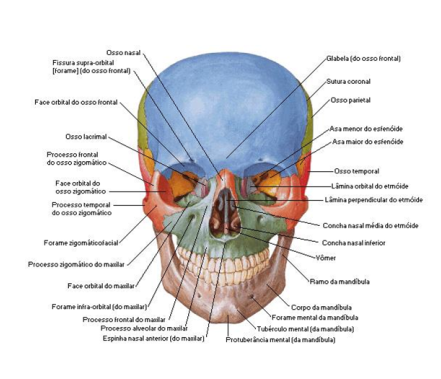 Osso nasal
Fissura supra-orbital
[forame] (do osso frontal)
Face orbital do osso frontal
Osso lacrimal
Processo frontal
do osso zigomático
Face orbital do
osso zigomático
Processo temporal
do osso zigomático
Forame zigomáticofacial
Processo zigomático do maxilar
Face orbital do maxilar
Forame infra-orbital (do maxilar)
Processo frontal do maxilar
Processo alveolar do maxilar
Espinha nasal anterior (do maxilar)
Glabela (do osso frontal)
Sutura coronal
Osso parietal
Asa menor do esfenóide
Asa maior do esfenóide
Osso temporal
Lâmina orbital do etmóide
Lâmina perpendicular do etmóide
Concha nasal média do etmóide
Concha nasal inferior
Vômer
Ramo da mandíbula
Corpo da mandíbula
Forame mental da mandíbula
Tubérculo mental (da mandíbula)
Protuberância mental (da mandíbula)